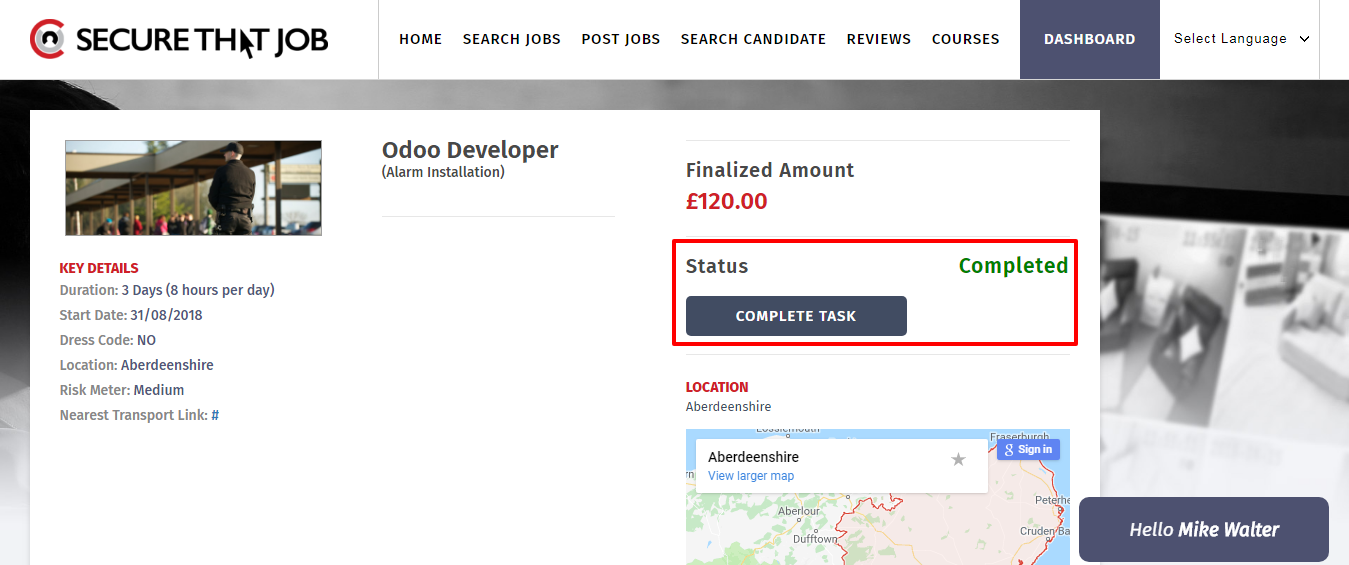 SECURE THAT JOB
HOME SEARCH JOBS POST JOBS SEARCH CANDIDATE REVIEWS COURSES DASHBOARD Select Language
Odoo Developer
(Alarm Installation)
KEY DETAILS
Duration: 3 Days (8 hours per day)
Start Date: 31/08/2018
Dress Code: NO
Location: Aberdeenshire
Risk Meter: Medium
Nearest Transport Link: #
Finalized Amount
£120.00
Status Completed
COMPLETE TASK
LOCATION
Aberdeenshire
Lossiemouth
Fraserburgh
Aberdeenshire
View larger map
Sign in
Aberlour
Dufftown
Peterhe
Cruden Ba
Hello Mike Walter